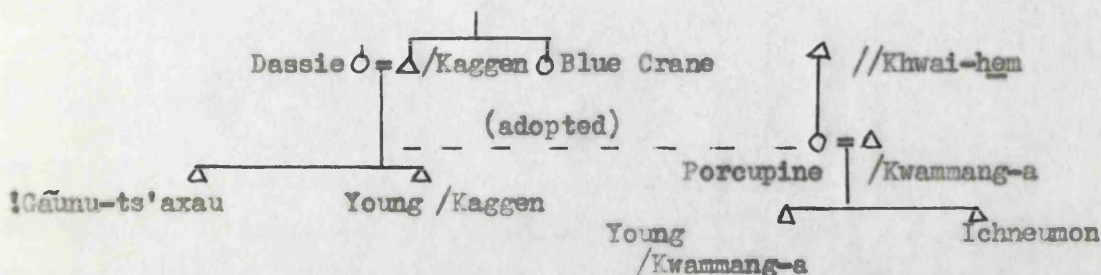 Dassie = /Kaggen Blue Crane //Khwai-hem
(adopted)
=
Porcupine /Kwammang-a
!Gãunu-ts'axau Young /Kaggen
Young Ichneumon
/Kwammang-a